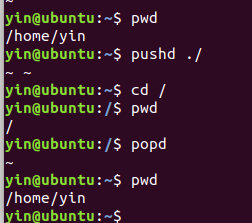 ~
yin@ubuntu:~$ pwd
/home/yin
yin@ubuntu:~$ pushd ./
~ ~
yin@ubuntu:~$ cd /
yin@ubuntu:/$ pwd
/
yin@ubuntu:/$ popd
~
yin@ubuntu:~$ pwd
/home/yin
yin@ubuntu:~$